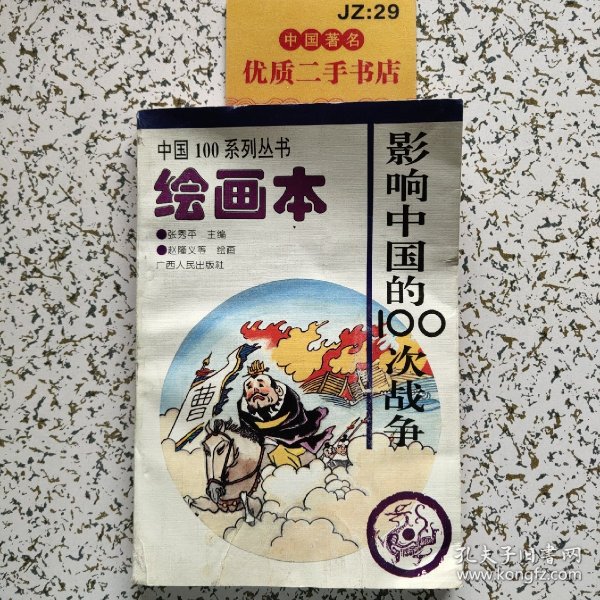 JZ:29
中国著名
优质二手书店
中国100系列丛书
绘画本
●张秀平 主编
●赵隆义等 绘画
广西人民出版社
影响中国的100次战争
曹
孔夫子旧书网
www.kongfz.com